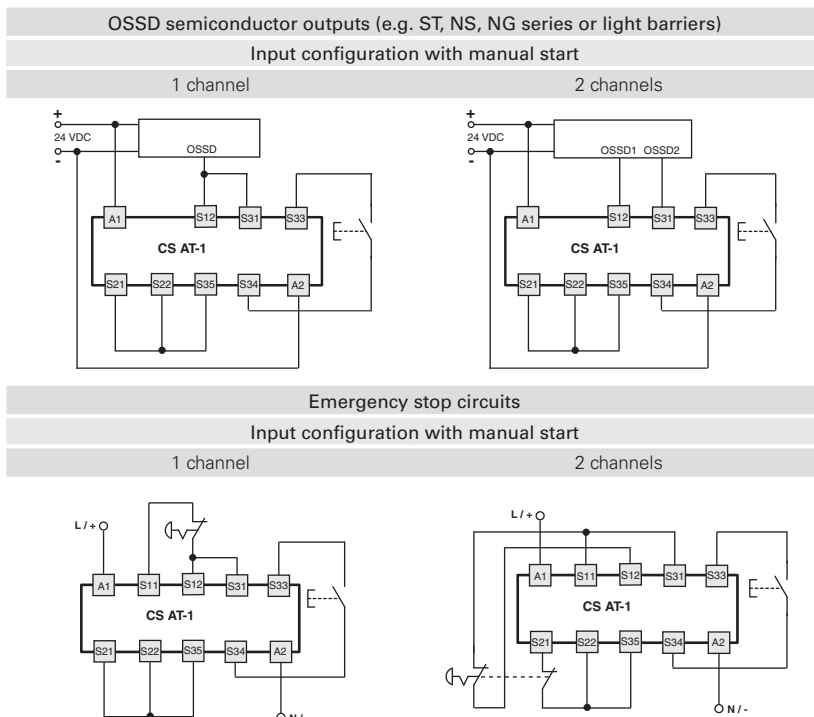 OSSD semiconductor outputs (e.g. ST, NS, NG series or light barriers)
Input configuration with manual start
1 channel 2 channels
+
24 VDC
-
OSSD
A1 S12 S31 S33
CS AT-1
S21 S22 S35 S34 A2
+
24 VDC
-
OSSD1 OSSD2
A1 S12 S31 S33
CS AT-1
S21 S22 S35 S34 A2
Emergency stop circuits
Input configuration with manual start
1 channel 2 channels
L / +
A1 S11 S12 S31 S33
CS AT-1
S21 S22 S35 S34 A2
N /
L / +
A1 S11 S12 S31 S33
CS AT-1
S21 S22 S35 S34 A2
N / -